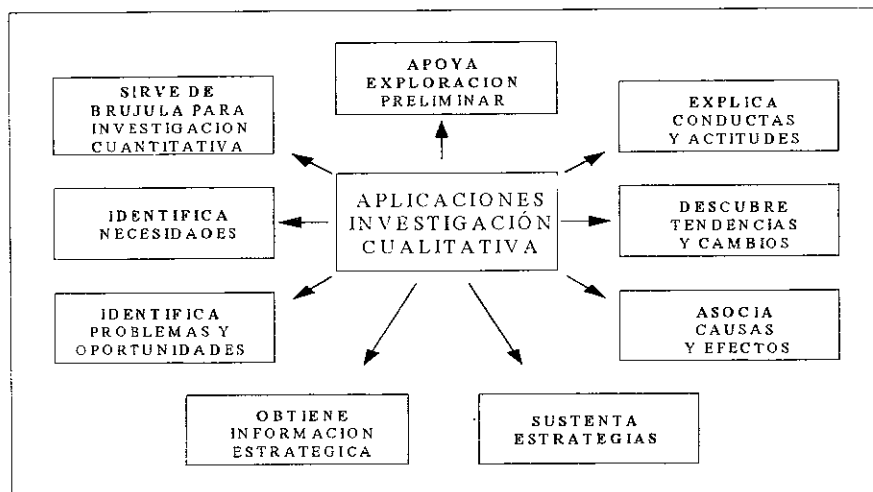 APOYA
EXPLORACION
PRELIMINAR
SIRVE DE
BRUJULA PARA
INVESTIGACION
CUANTITATIVA
EXPLICA
CONDUCTAS
Y ACTITUDES
APLICACIONES
INVESTIGACIÓN
CUALITATIVA
IDENTIFICA
NECESIDAOES
DESCUBRE
TENDENCIAS
Y CAMBIOS
IDENTIFICA
PROBLEMAS Y
OPORTUNIDADES
ASOCIA
CAUSAS
Y EFECTOS
OBTIENE
INFORMACION
ESTRATEGICA
SUSTENTA
ESTRATEGIAS